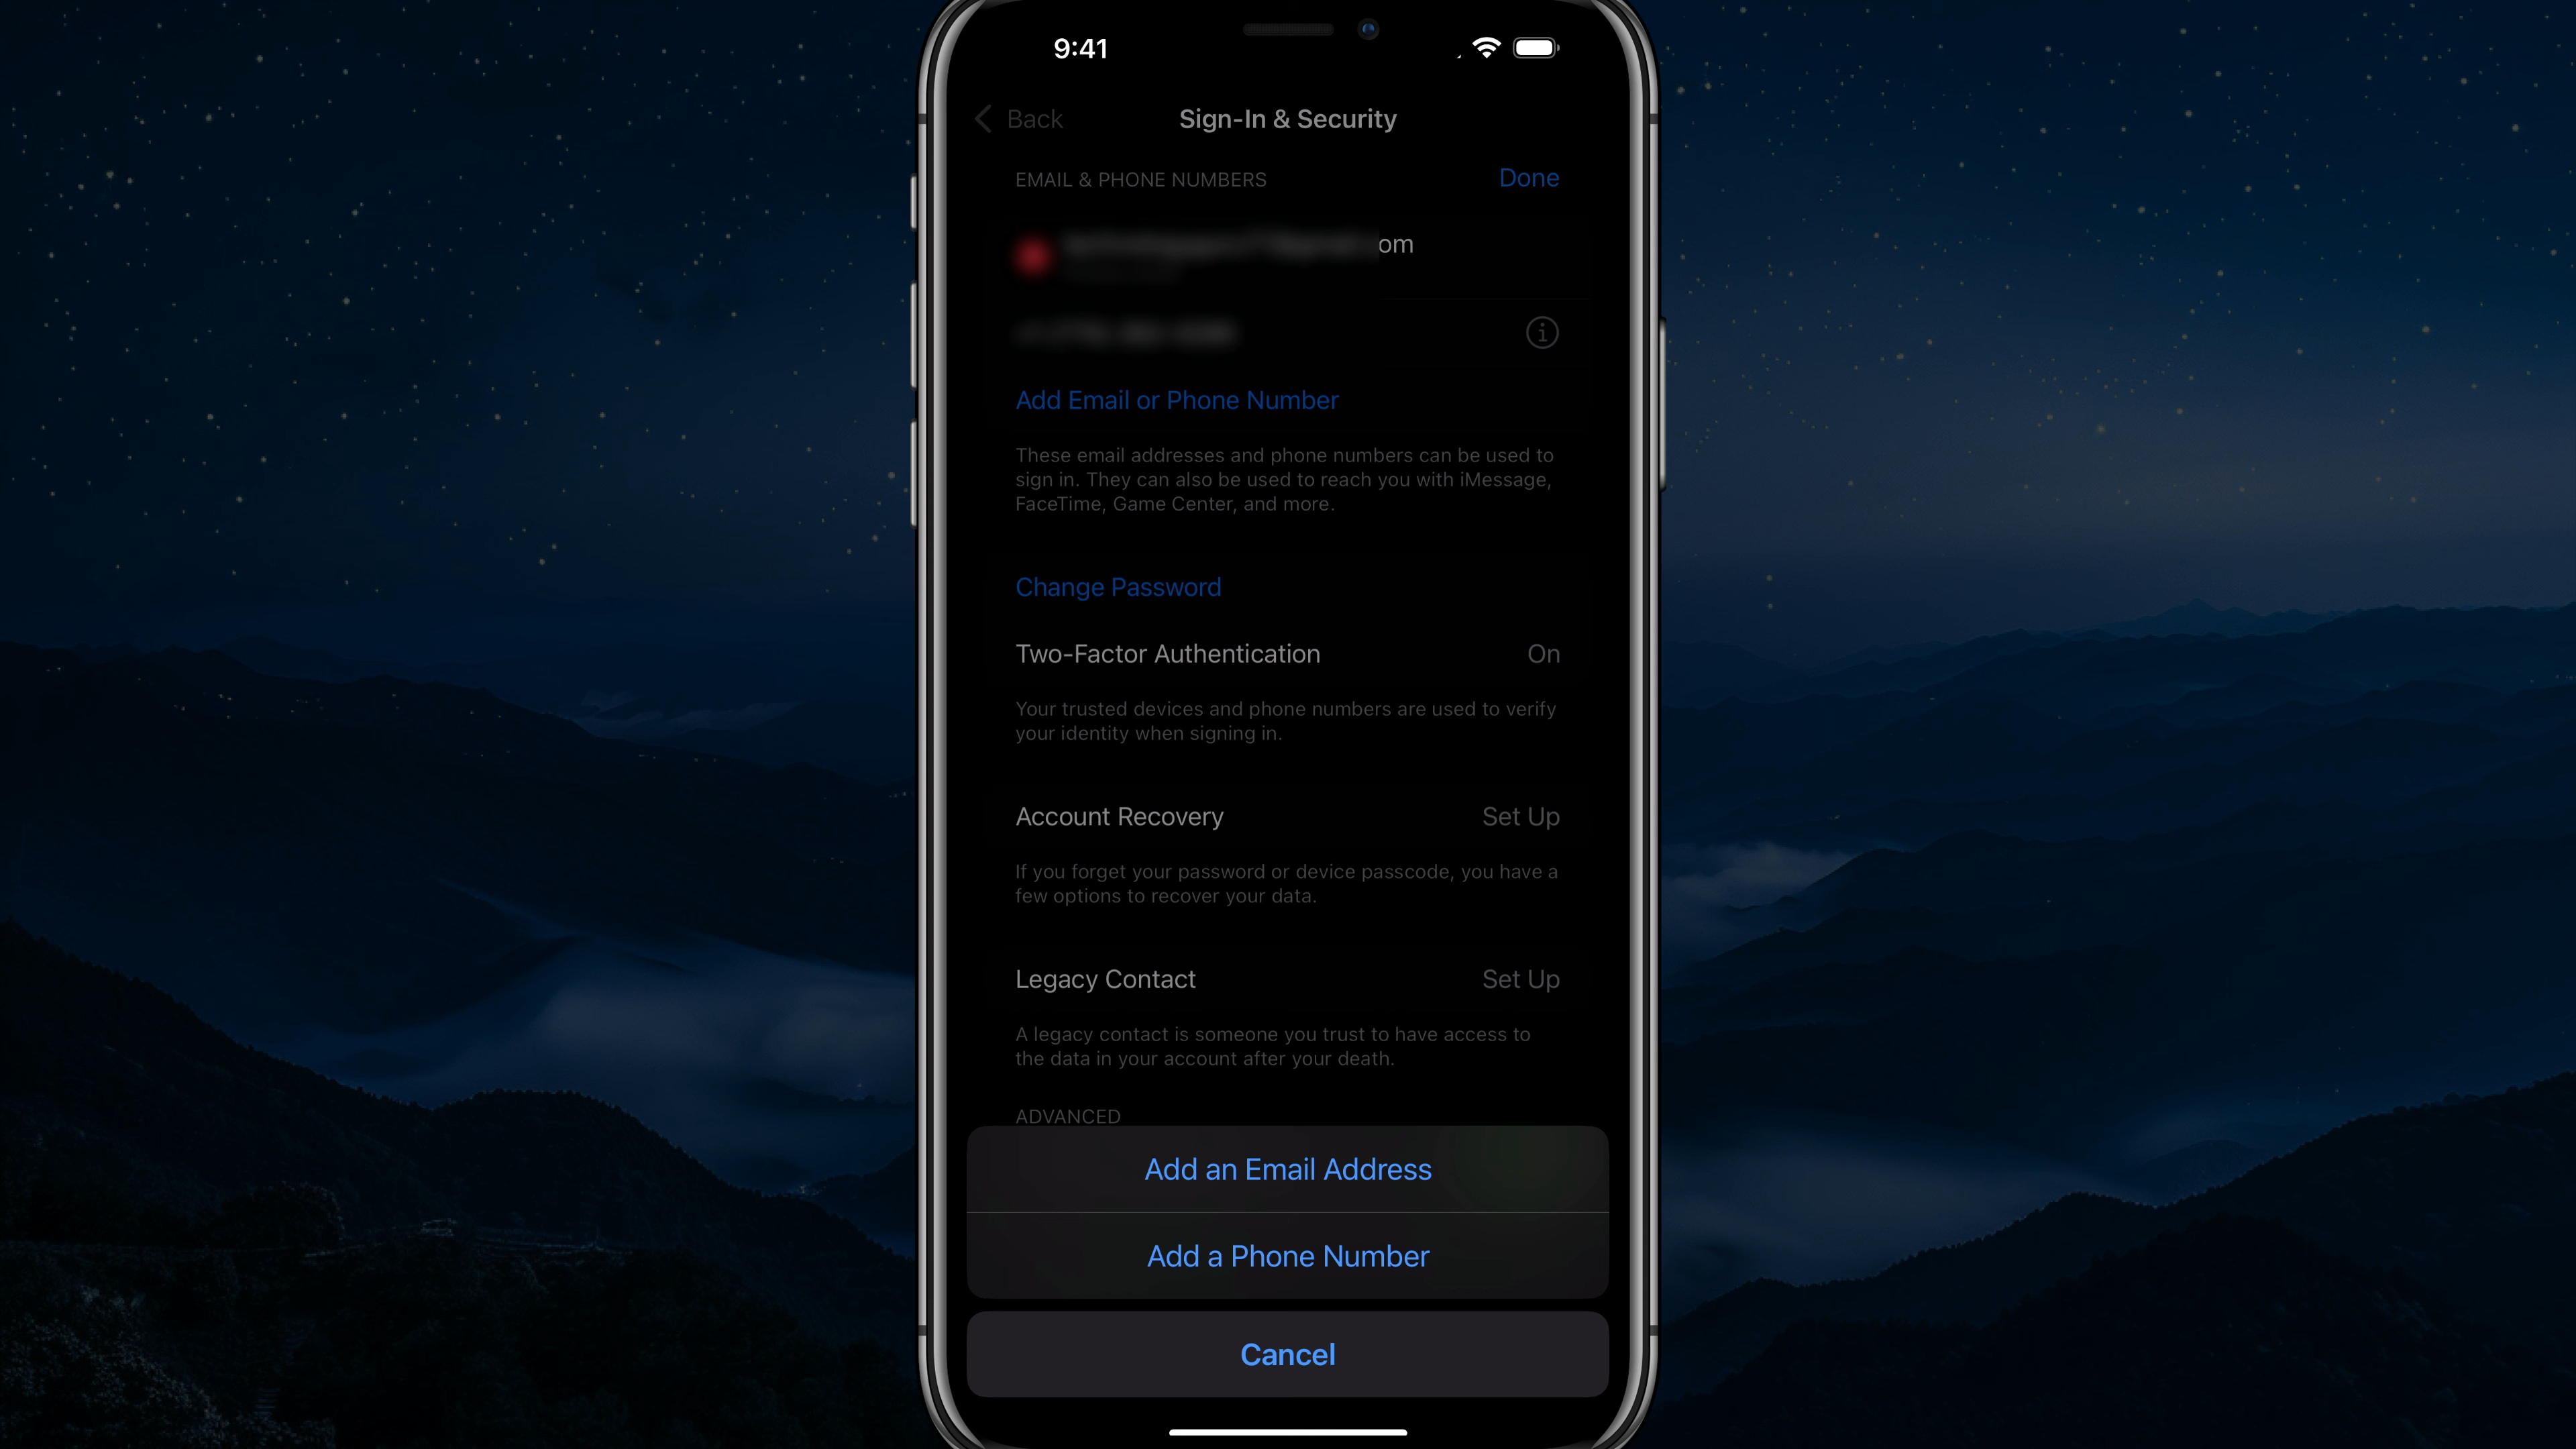 9:41
Back
Sign-In & Security
EMAIL & PHONE NUMBERS
Done
om
Add Email or Phone Number
These email addresses and phone numbers can be used to
sign in. They can also be used to reach you with iMessage,
FaceTime, Game Center, and more.
Change Password
Two-Factor Authentication
On
Your trusted devices and phone numbers are used to verify
your identity when signing in.
Account Recovery
Set Up
If you forget your password or device passcode, you have a
few options to recover your data.
Legacy Contact
Set Up
A legacy contact is someone you trust to have access to
the data in your account after your death.
ADVANCED
Add an Email Address
Add a Phone Number
Cancel